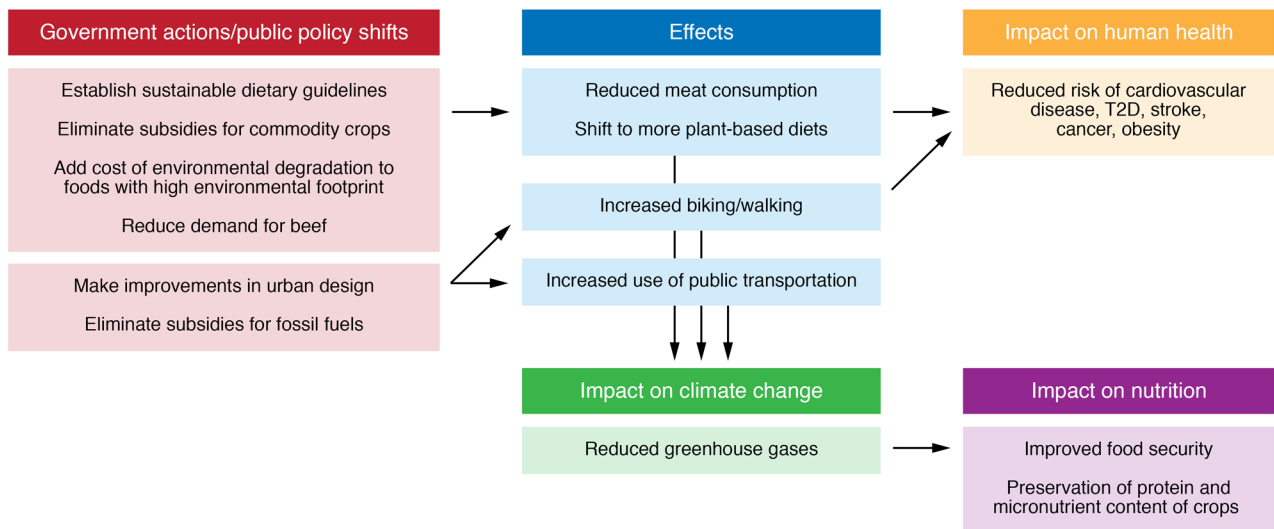 Government actions/public policy shifts
Establish sustainable dietary guidelines
Eliminate subsidies for commodity crops
Add cost of environmental degradation to
foods with high environmental footprint
Reduce demand for beef
Make improvements in urban design
Eliminate subsidies for fossil fuels
Effects
Reduced meat consumption
Shift to more plant-based diets
Increased biking/walking
Increased use of public transportation
Impact on human health
Reduced risk of cardiovascular
disease, T2D, stroke,
cancer, obesity
Impact on climate change
Reduced greenhouse gases
Impact on nutrition
Improved food security
Preservation of protein and
micronutrient content of crops